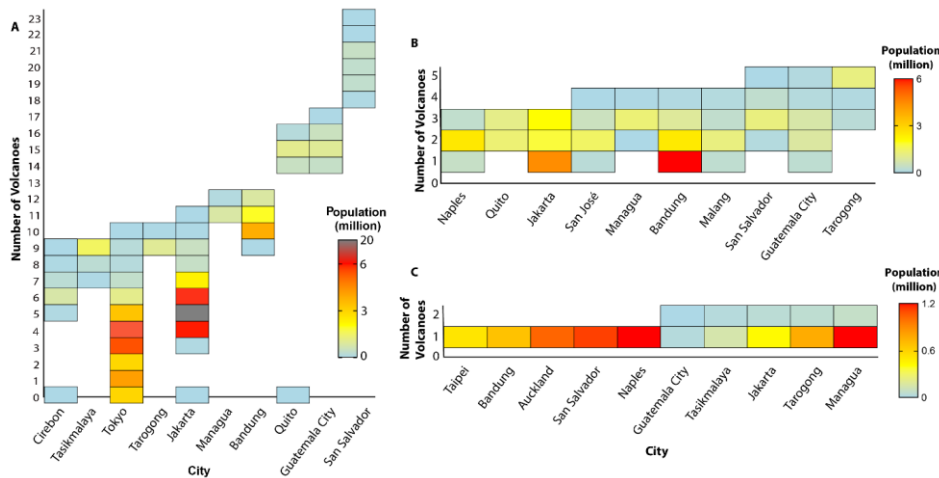 A
Number of Volcanoes
23
22
21
20
19
18
17
16
15
14
13
12
11
10
9
8
7
6
5
4
3
2
1
0
Population
(million)
20
6
3
0
Cirebon
Tasikmalaya
Tokyo
Tarogong
Jakarta
Managua
Bandung
Quito
Guatemala City
San Salvador
City
B
Number of Volcanoes
5
4
3
2
1
0
Population
(million)
6
3
0
Naples
Quito
Jakarta
San José
Managua
Bandung
Malang
San Salvador
Guatemala City
Tarogong
C
Number of
Volcanoes
2
1
0
Population
(million)
1.2
0.6
0
Taipei
Bandung
Auckland
San Salvador
Naples
Guatemala City
Tasikmalaya
Jakarta
Tarogong
Managua
City